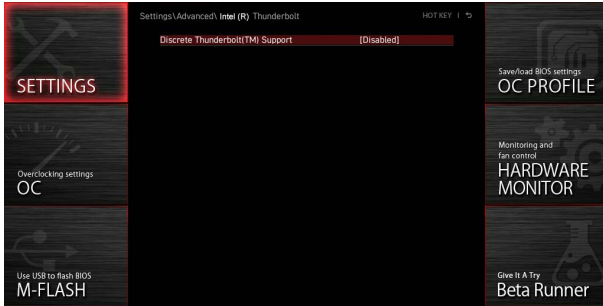 Settings\Advanced\ Intel (R) Thunderbolt
HOT KEY | ⮌
Discrete Thunderbolt(TM) Support [Disabled]
SETTINGS
Overclocking settings
OC
Use USB to flash BIOS
M-FLASH
Save/load BIOS settings
OC PROFILE
Monitoring and
fan control
HARDWARE
MONITOR
Give It A Try
Beta Runner